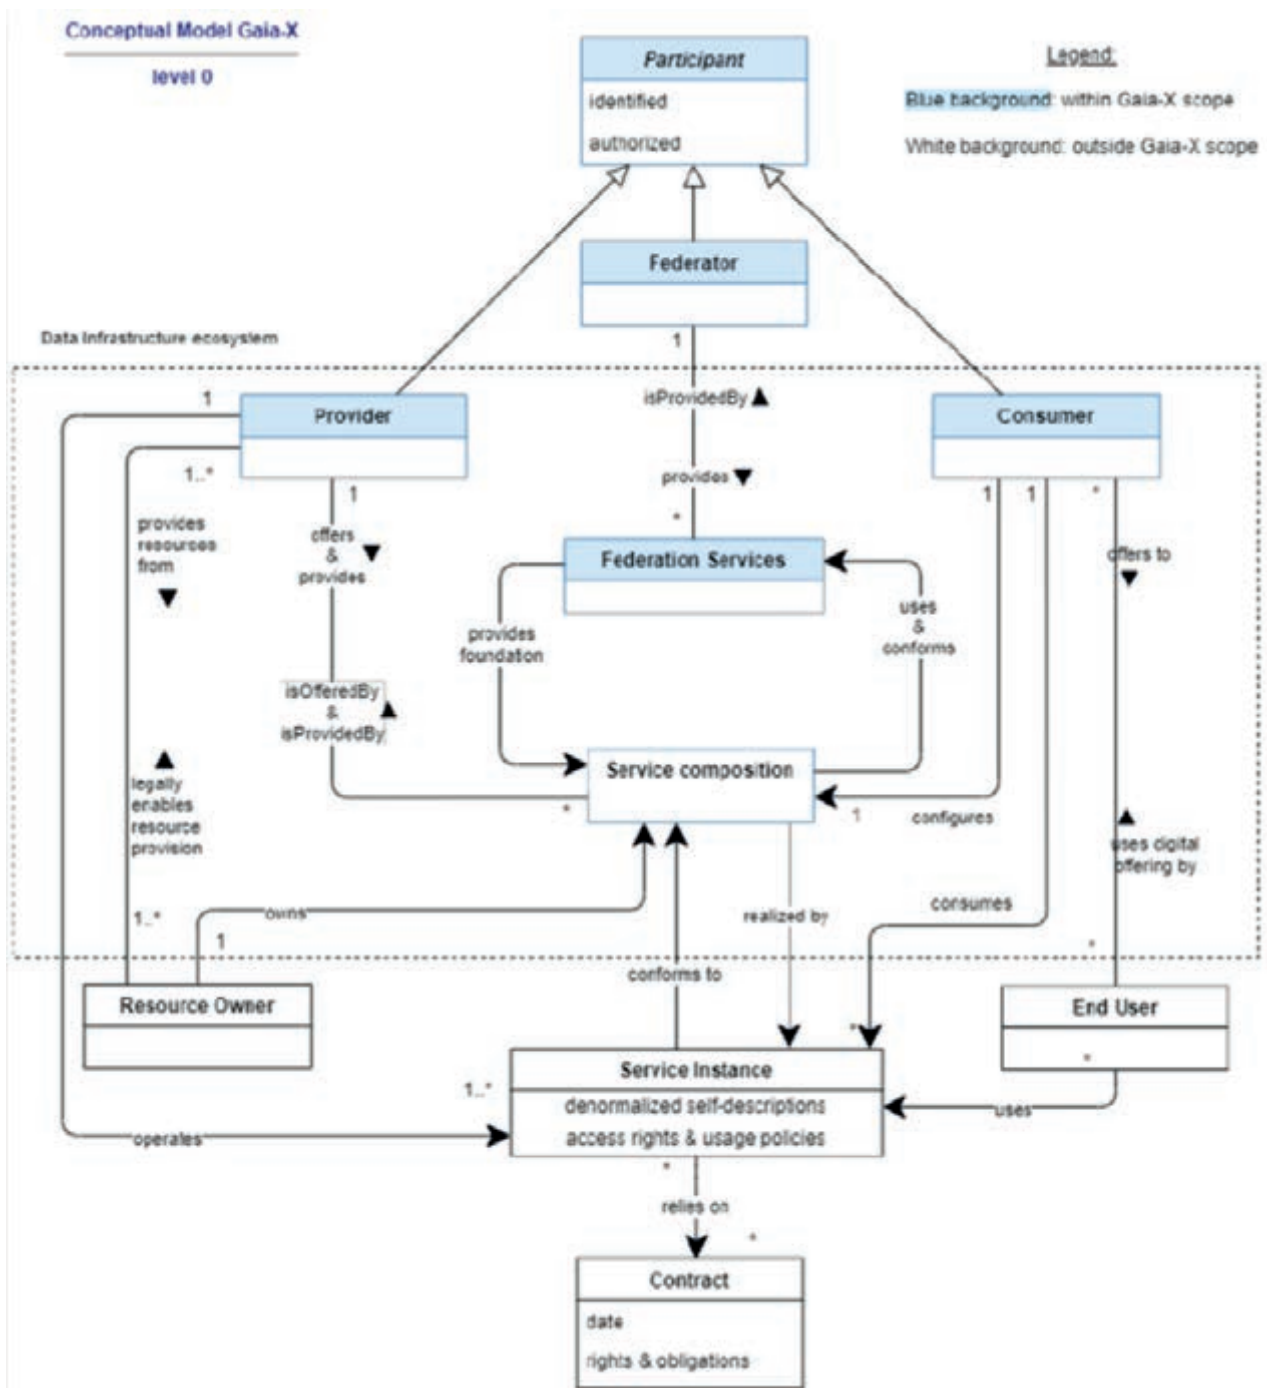 Conceptual Model Gaia-X
level 0
Participant
identified
authorized
Legend:
Blue background: within Gaia-X scope
White background: outside Gaia-X scope
Federator
1
Data Infrastructure ecosystem
isProvidedBy
provides
*
1
Provider
1..*
1
Consumer
1
1
*
provides
resources
from
offers
&
provides
offers to
Federation Services
provides
foundation
uses
&
conforms
isOfferedBy
&
isProvidedBy
Service composition
*
1
configures
legally
enables
resource
provision
uses digital
offering by
1..*
1
owns
realized by
consumes
conforms to
*
*
Resource Owner
End User
*
Service Instance
denormalized self-descriptions
access rights & usage policies
1..*
operates
uses
*
relies on
*
Contract
date
rights & obligations